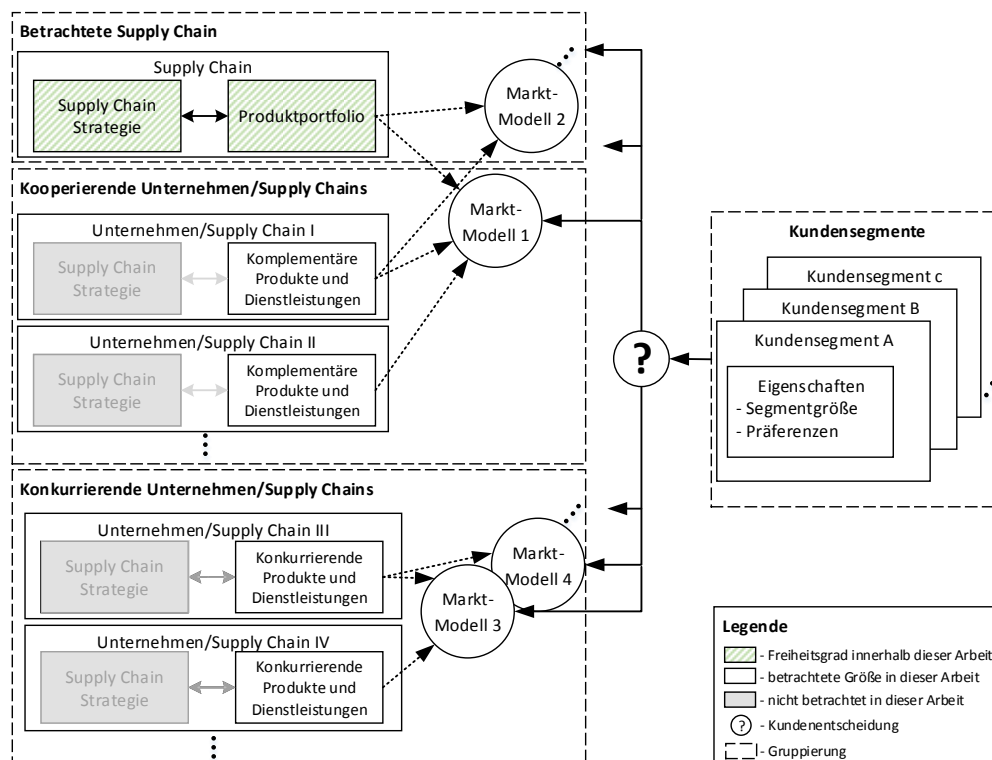 Betrachtete Supply Chain
Supply Chain
Supply Chain
Strategie
Produktportfolio
Markt-
Modell 2
Kooperierende Unternehmen/Supply Chains
Unternehmen/Supply Chain I
Supply Chain
Strategie
Komplementäre
Produkte und
Dienstleistungen
Markt-
Modell 1
Unternehmen/Supply Chain II
Supply Chain
Strategie
Komplementäre
Produkte und
Dienstleistungen
Konkurrierende Unternehmen/Supply Chains
Unternehmen/Supply Chain III
Supply Chain
Strategie
Konkurrierende
Produkte und
Dienstleistungen
Markt-
Modell 4
Markt-
Modell 3
Unternehmen/Supply Chain IV
Supply Chain
Strategie
Konkurrierende
Produkte und
Dienstleistungen
?
Kundensegmente
Kundensegment c
Kundensegment B
Kundensegment A
Eigenschaften
- Segmentgröße
- Präferenzen
Legende
- Freiheitsgrad innerhalb dieser Arbeit
- betrachtete Größe in dieser Arbeit
- nicht betrachtet in dieser Arbeit
? - Kundenentscheidung
- Gruppierung